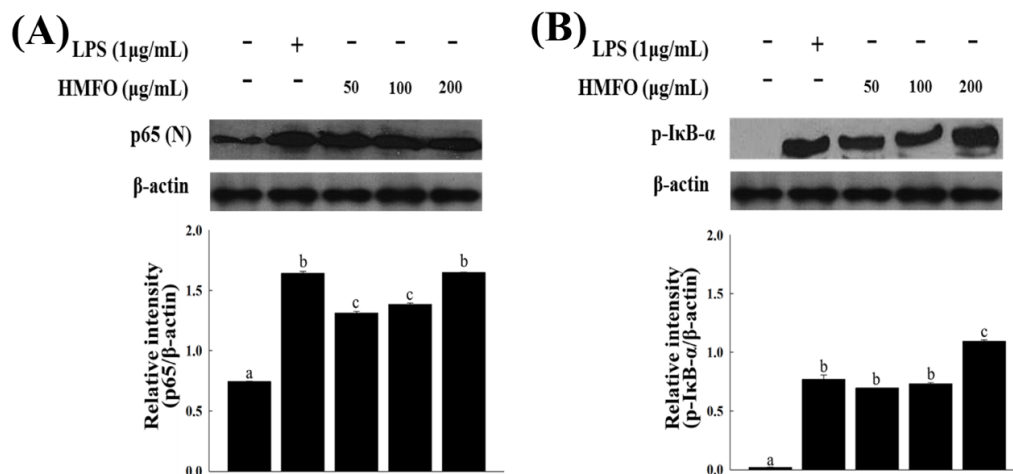 (A)
LPS (1μg/mL) - + - - -
HMFO (μg/mL) - - 50 100 200
p65 (N)
β-actin
Relative intensity
(p65/β-actin)
2.0
1.5
1.0
0.5
0.0
a
b
c
c
b
(B)
LPS (1μg/mL) - + - - -
HMFO (μg/mL) - - 50 100 200
p-IκB-α
β-actin
Relative intensity
(p-IκB-α/β-actin)
2.0
1.5
1.0
0.5
0.0
a
b
b
b
c